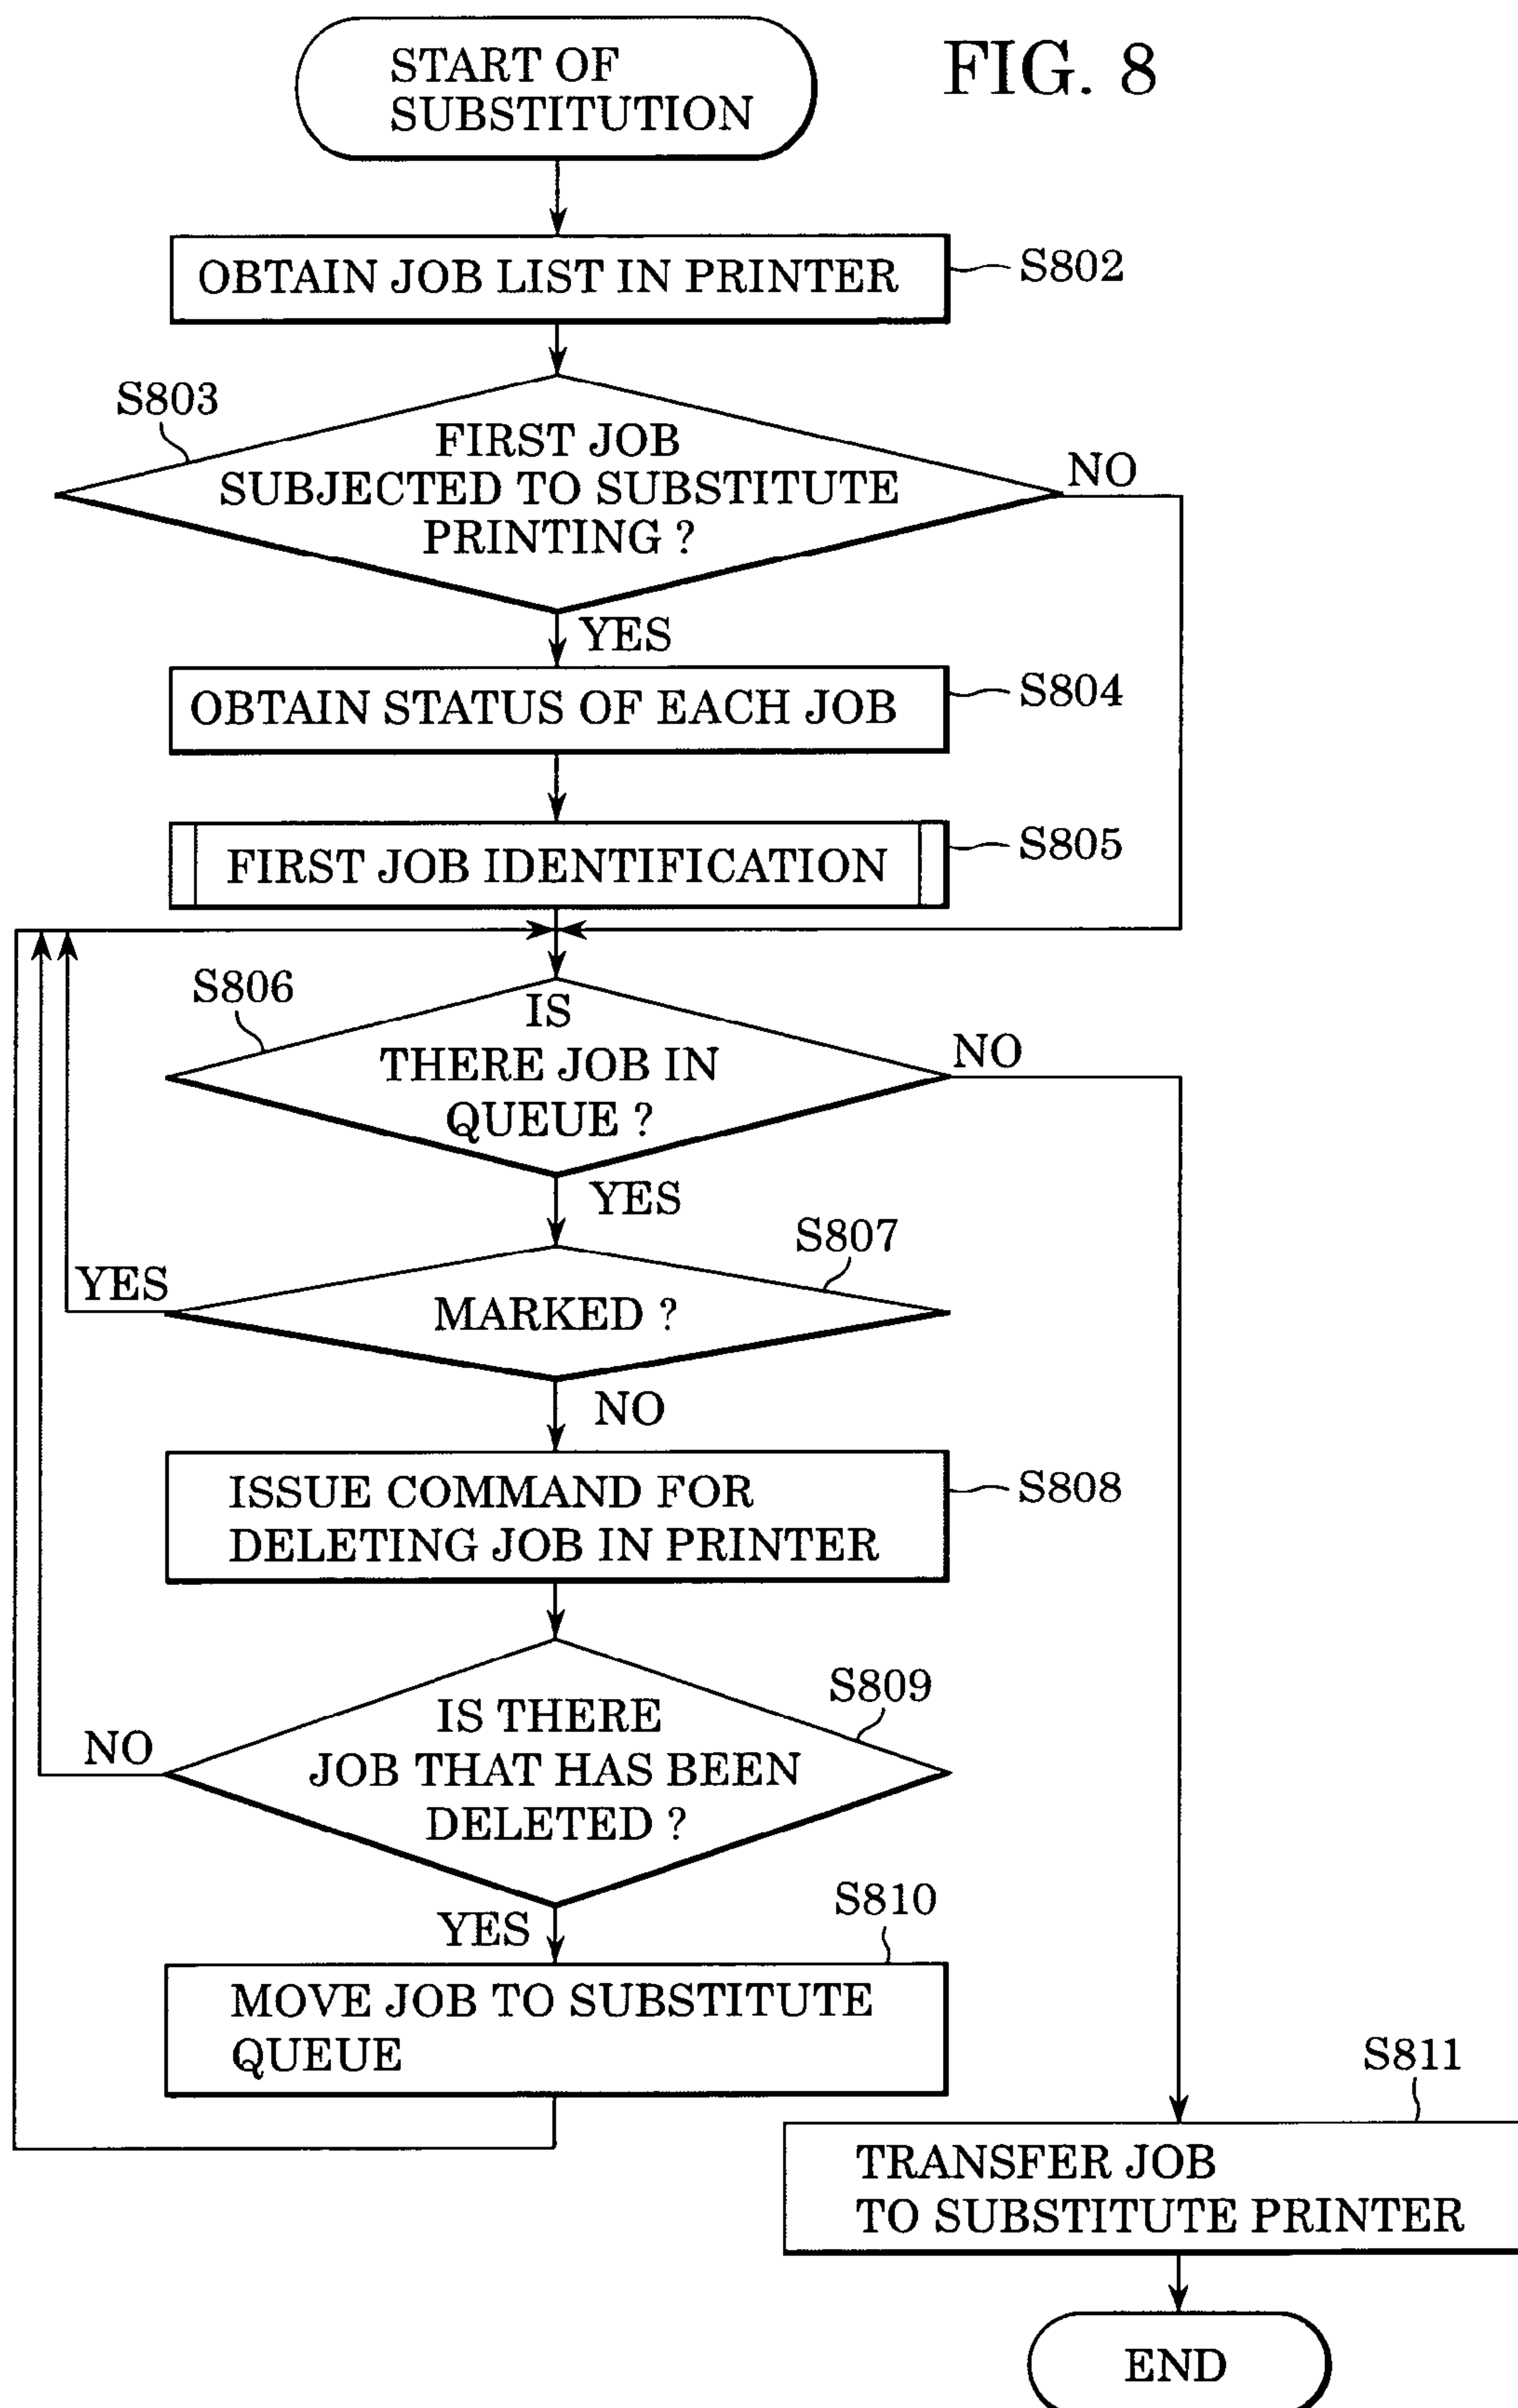 START OF
SUBSTITUTION
FIG. 8
OBTAIN JOB LIST IN PRINTER
S802
S803
FIRST JOB
SUBJECTED TO SUBSTITUTE
PRINTING ?
NO
YES
OBTAIN STATUS OF EACH JOB
S804
FIRST JOB IDENTIFICATION
S805
S806
IS
THERE JOB IN
QUEUE ?
NO
YES
S807
YES
MARKED ?
NO
ISSUE COMMAND FOR
DELETING JOB IN PRINTER
S808
S809
IS THERE
JOB THAT HAS BEEN
DELETED ?
NO
YES
S810
MOVE JOB TO SUBSTITUTE
QUEUE
S811
TRANSFER JOB
TO SUBSTITUTE PRINTER
END